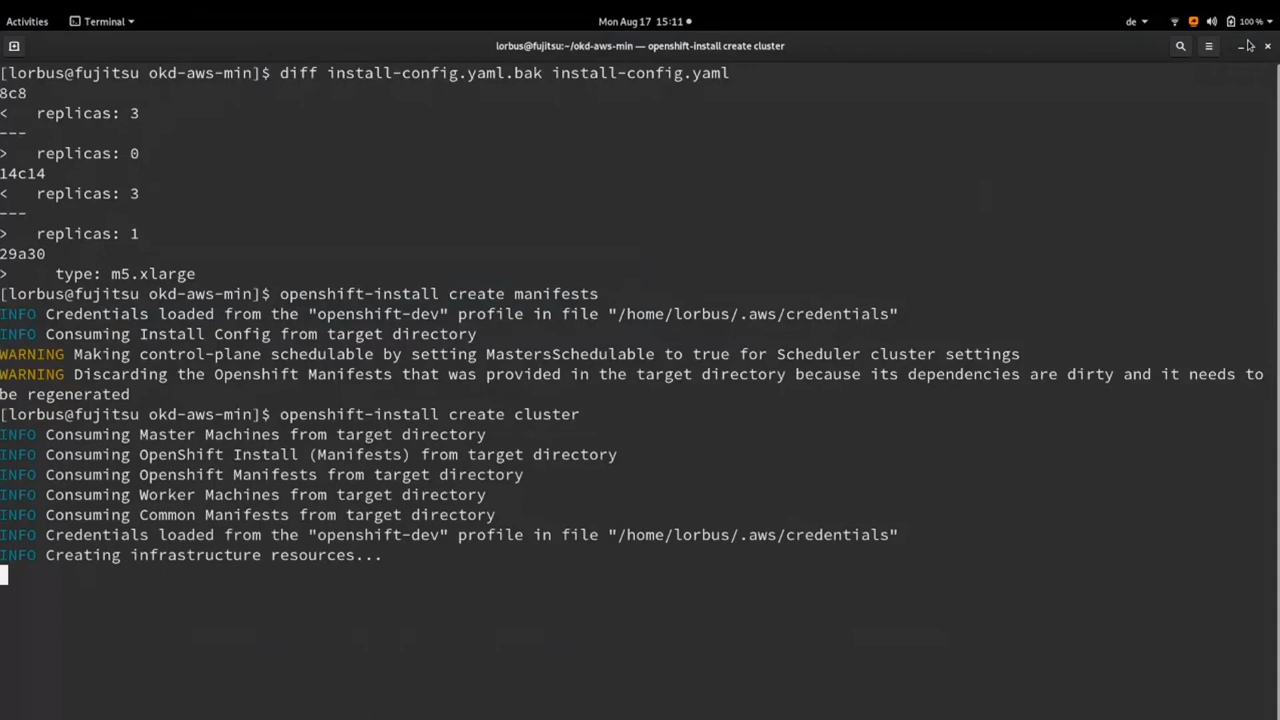 Activities Terminal Mon Aug 17 15:11 de 100 %
lorbus@fujitsu:~/okd-aws-min — openshift-install create cluster
[lorbus@fujitsu okd-aws-min]$ diff install-config.yaml.bak install-config.yaml
8c8
<   replicas: 3
---
>   replicas: 0
14c14
<   replicas: 3
---
>   replicas: 1
29a30
>     type: m5.xlarge
[lorbus@fujitsu okd-aws-min]$ openshift-install create manifests
INFO Credentials loaded from the "openshift-dev" profile in file "/home/lorbus/.aws/credentials"
INFO Consuming Install Config from target directory
WARNING Making control-plane schedulable by setting MastersSchedulable to true for Scheduler cluster settings
WARNING Discarding the Openshift Manifests that was provided in the target directory because its dependencies are dirty and it needs to
be regenerated
[lorbus@fujitsu okd-aws-min]$ openshift-install create cluster
INFO Consuming Master Machines from target directory
INFO Consuming OpenShift Install (Manifests) from target directory
INFO Consuming Openshift Manifests from target directory
INFO Consuming Worker Machines from target directory
INFO Consuming Common Manifests from target directory
INFO Credentials loaded from the "openshift-dev" profile in file "/home/lorbus/.aws/credentials"
INFO Creating infrastructure resources...